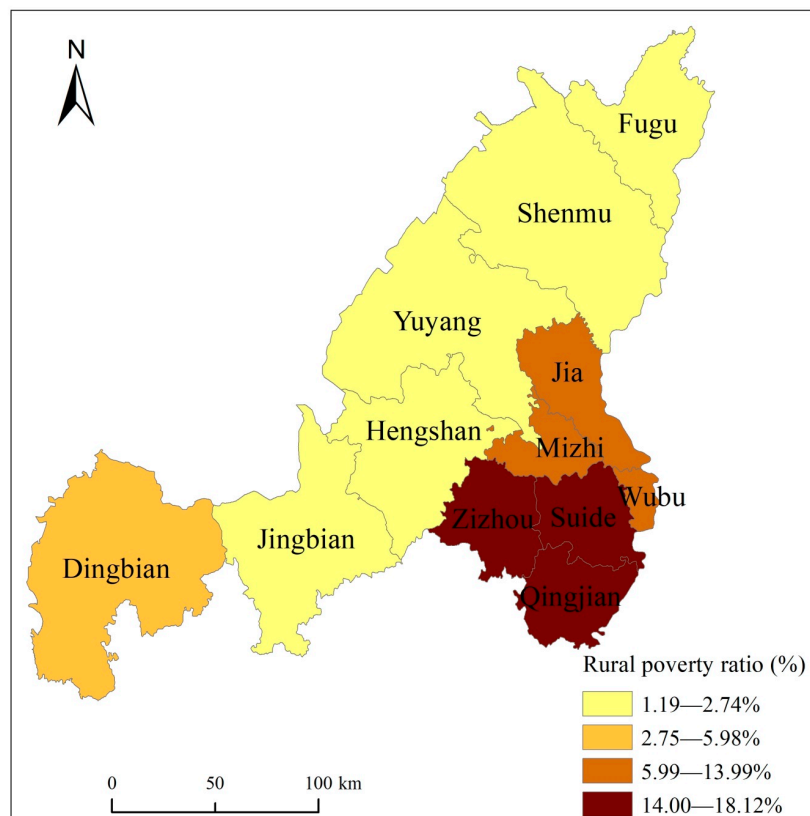 N
Fugu
Shenmu
Yuyang
Jia
Hengshan
Mizhi
Wubu
Zizhou
Suide
Jingbian
Dingbian
Qingjian
Rural poverty ratio (%)
1.19—2.74%
2.75—5.98%
5.99—13.99%
14.00—18.12%
0 50 100 km